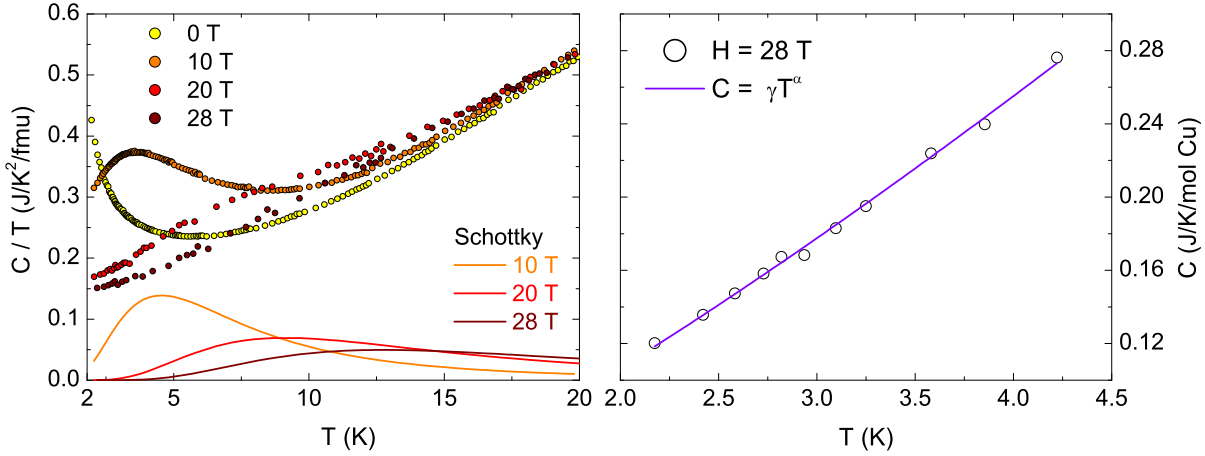 0 T
10 T
20 T
28 T
C / T (J/K²/fmu)
0.6
0.5
0.4
0.3
0.2
0.1
0.0
Schottky
10 T
20 T
28 T
2 5 10 15 20
T (K)
H = 28 T
C = γT^α
0.28
0.24
0.20
0.16
0.12
C (J/K/mol Cu)
2.0 2.5 3.0 3.5 4.0 4.5
T (K)